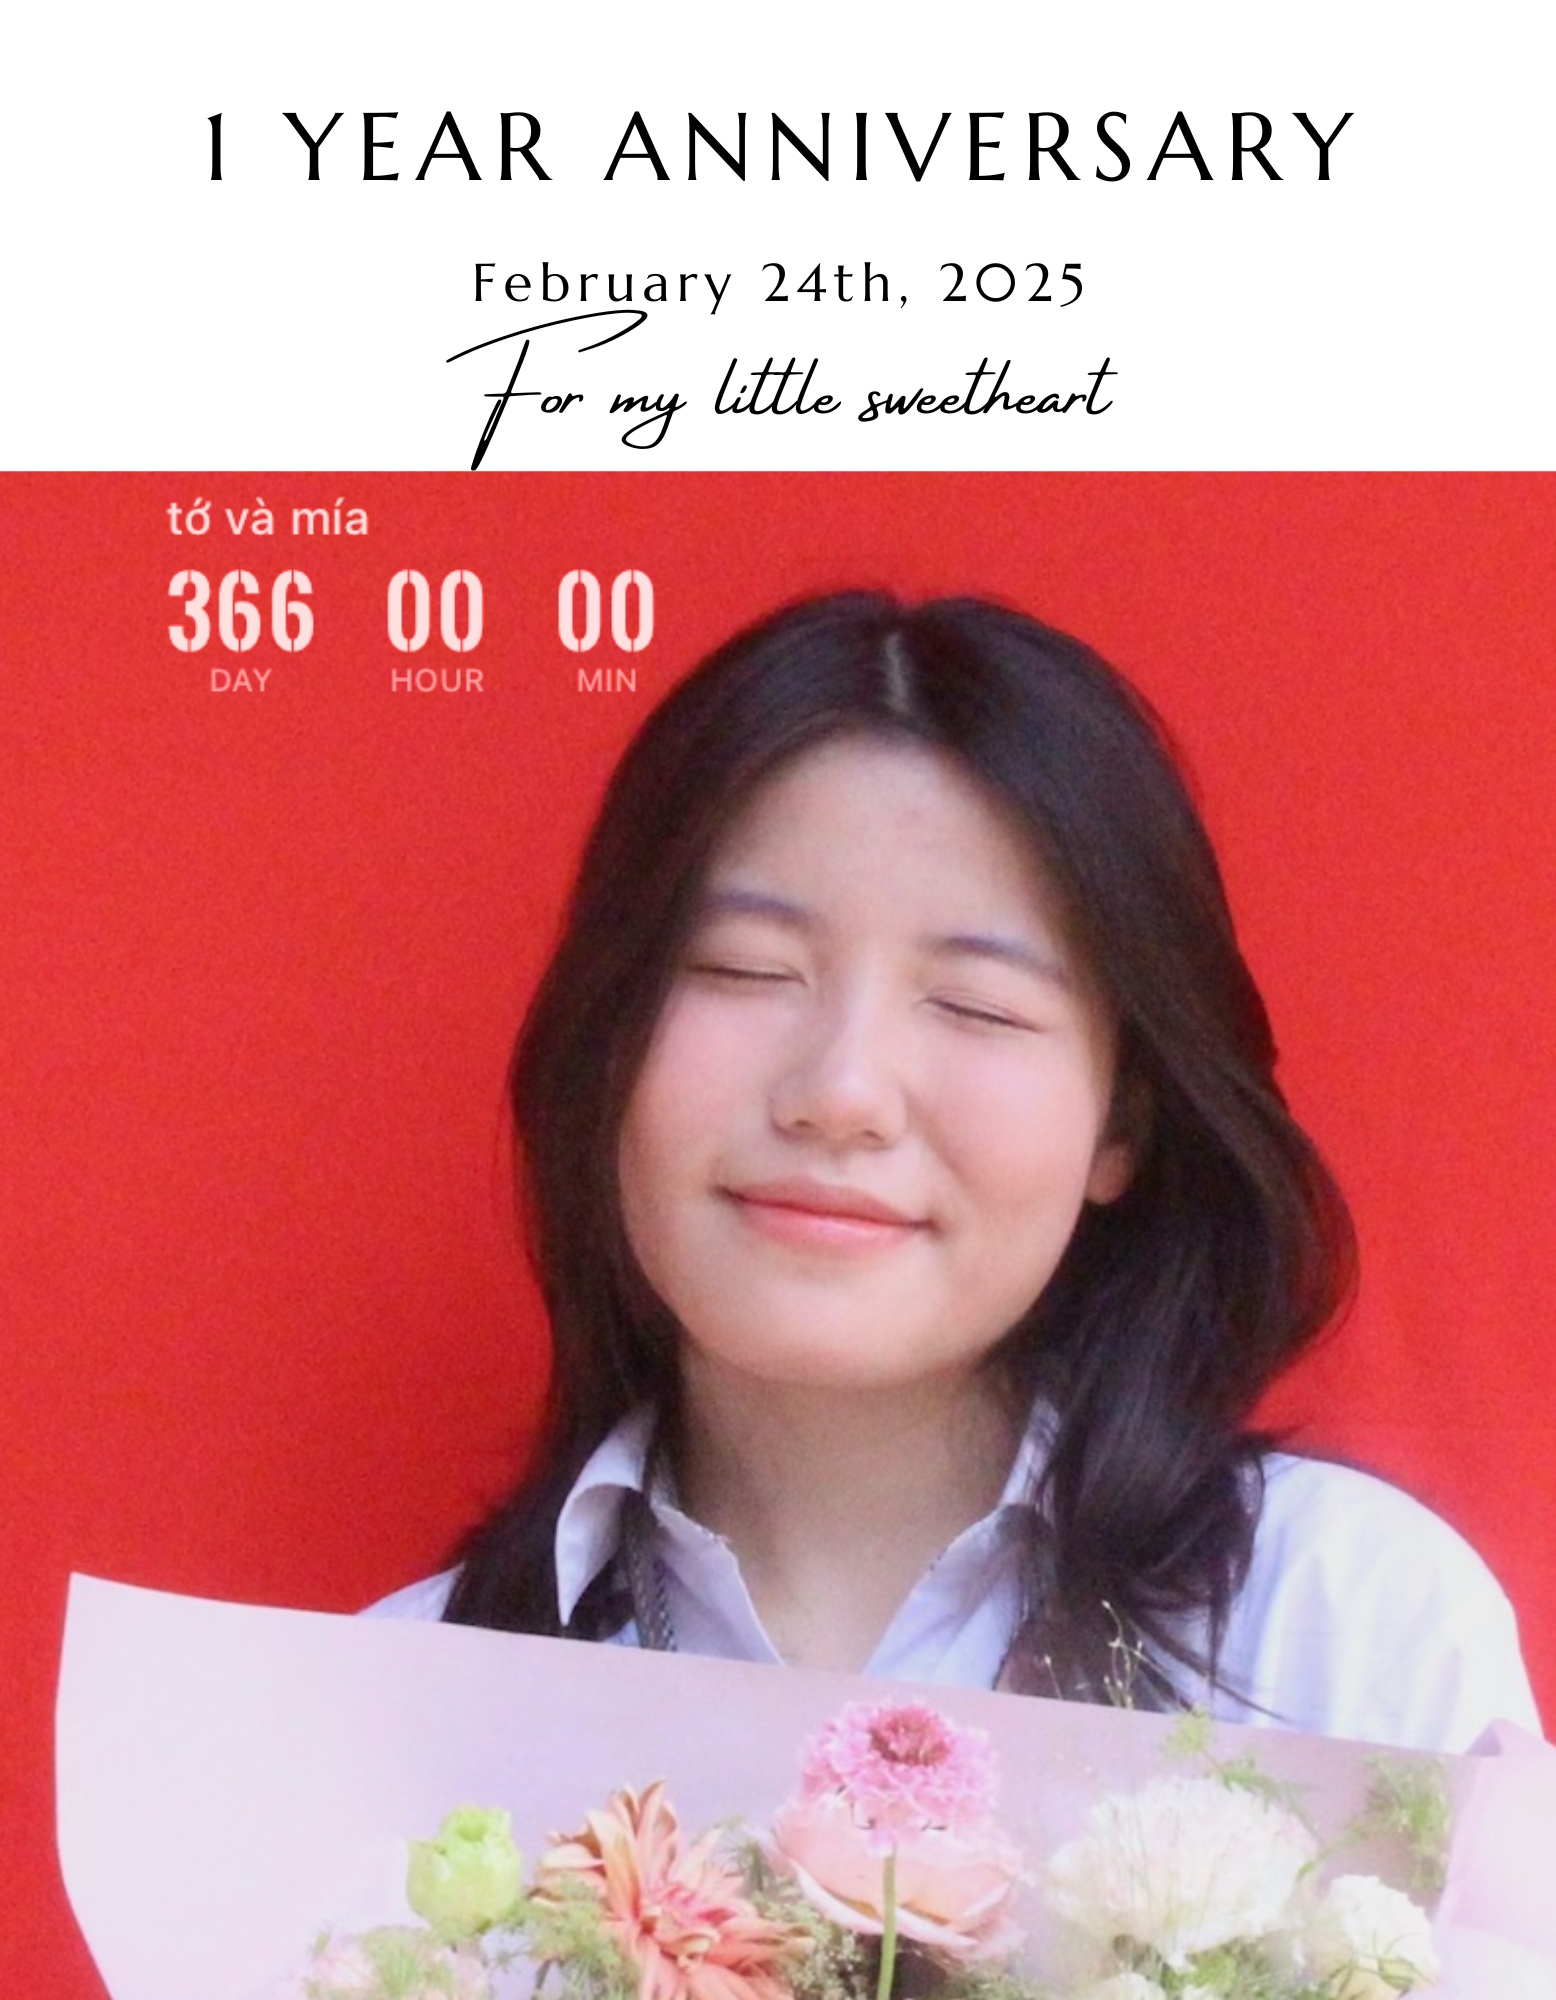 1 YEAR ANNIVERSARY
February 24th, 2025
For my little sweetheart
tớ và mía
366 00 00
DAY HOUR MIN